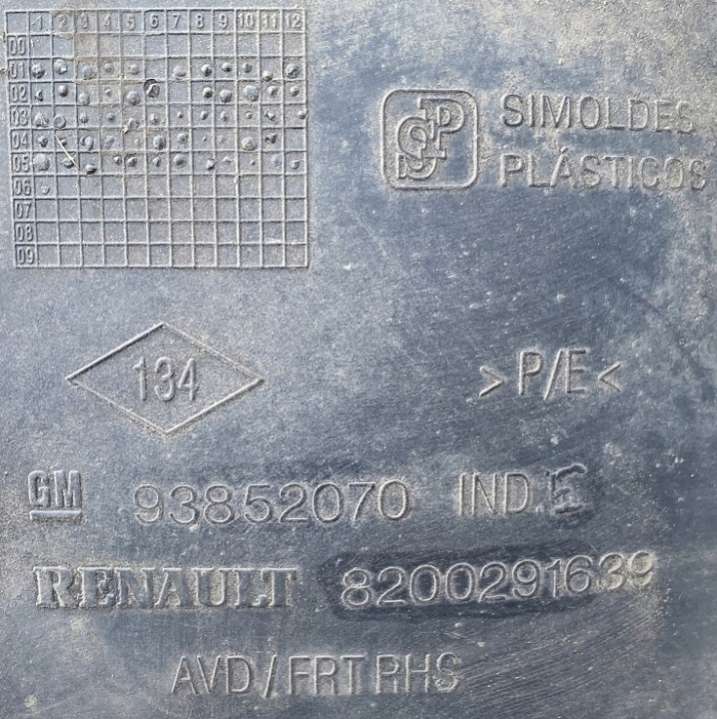 1 2 3 4 5 6 7 8 9 10 11 12
00
01
02
03
04
05
06
07
08
09
SGP
SIMOLDES
PLÁSTICOS
134
>P/E<
GM 93852070 IND.E
RENAULT 8200291639
AVD/FRT RHS